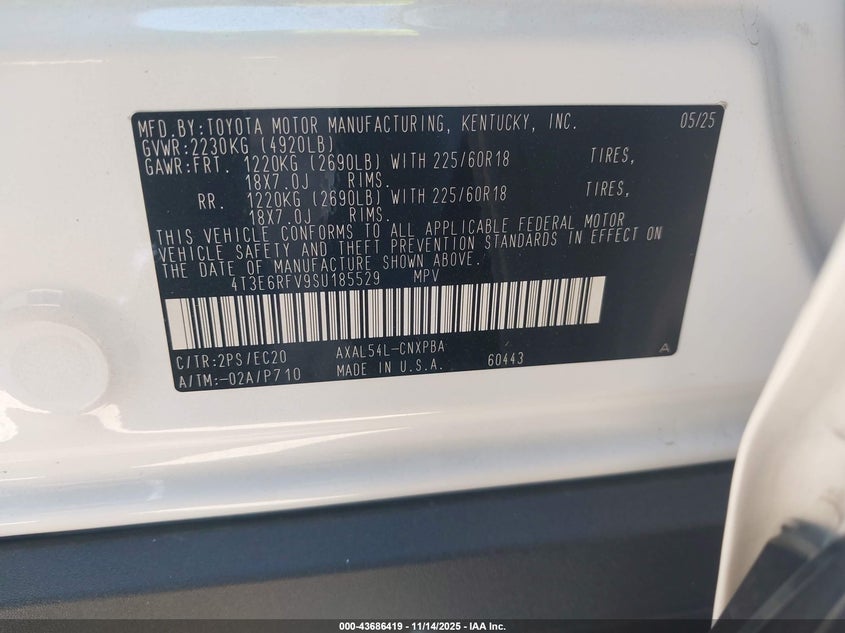 MFD.BY:TOYOTA MOTOR MANUFACTURING, KENTUCKY, INC. 05/25
GVWR:2230KG (4920LB)
GAWR:FRT. 1220KG (2690LB) WITH 225/60R18 TIRES,
18X7.0J RIMS.
RR. 1220KG (2690LB) WITH 225/60R18 TIRES,
18X7.0J RIMS.
THIS VEHICLE CONFORMS TO ALL APPLICABLE FEDERAL MOTOR
VEHICLE SAFETY AND THEFT PREVENTION STANDARDS IN EFFECT ON
THE DATE OF MANUFACTURE SHOWN ABOVE.
4T3E6RFV9SU185529 MPV
C/TR:2PS/EC20 AXAL54L-CNXPBA A
A/TM:-02A/P710 MADE IN U.S.A. 60443
000-43686419 - 11/14/2025 - IAA Inc.